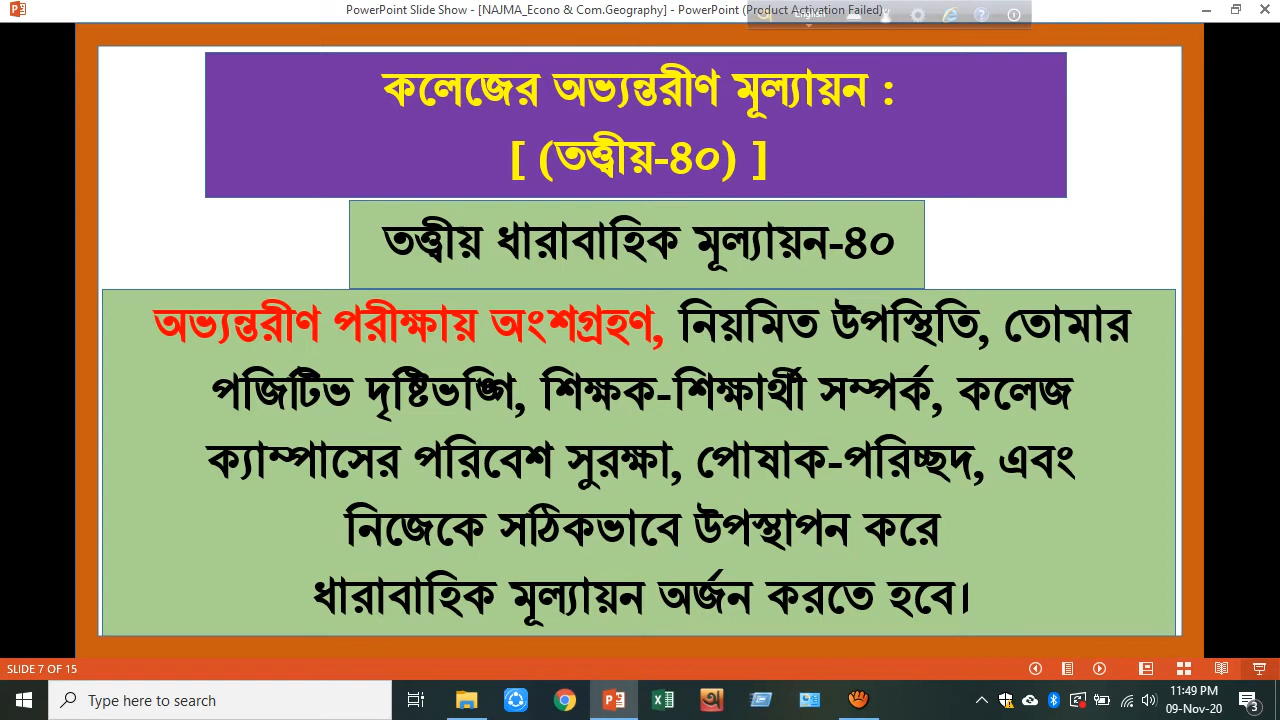 PowerPoint Slide Show - [NAJMA_Econo & Com.Geography] - PowerPoint (Product Activation Failed)
English
কলেজের অভ্যন্তরীণ মূল্যায়ন :
[ (তত্ত্বীয়-৪০) ]
তত্ত্বীয় ধারাবাহিক মূল্যায়ন-৪০
অভ্যন্তরীণ পরীক্ষায় অংশগ্রহণ, নিয়মিত উপস্থিতি, তোমার
পজিটিভ দৃষ্টিভঙ্গি, শিক্ষক-শিক্ষার্থী সম্পর্ক, কলেজ
ক্যাম্পাসের পরিবেশ সুরক্ষা, পোষাক-পরিচ্ছদ, এবং
নিজেকে সঠিকভাবে উপস্থাপন করে
ধারাবাহিক মূল্যায়ন অর্জন করতে হবে।
SLIDE 7 OF 15
Type here to search
11:49 PM
09-Nov-20
3